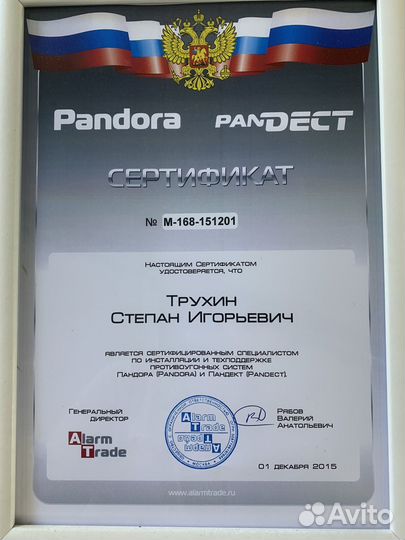 Pandora PANDECT
СЕРТИФИКАТ
№ М-168-151201
Настоящим Сертификатом
удостоверяется, что
Трухин
Степан Игоревич
является сертифицированным специалистом
по инсталляции и техподдержке
противоугонных систем
Пандора (Pandora) и Пандект (Pandect).
Генеральный
директор
Alarm
Trade
Alarm
Trade
Рябов
Валерий
Анатольевич
01 декабря 2015
www.alarmtrade.ru
Avito